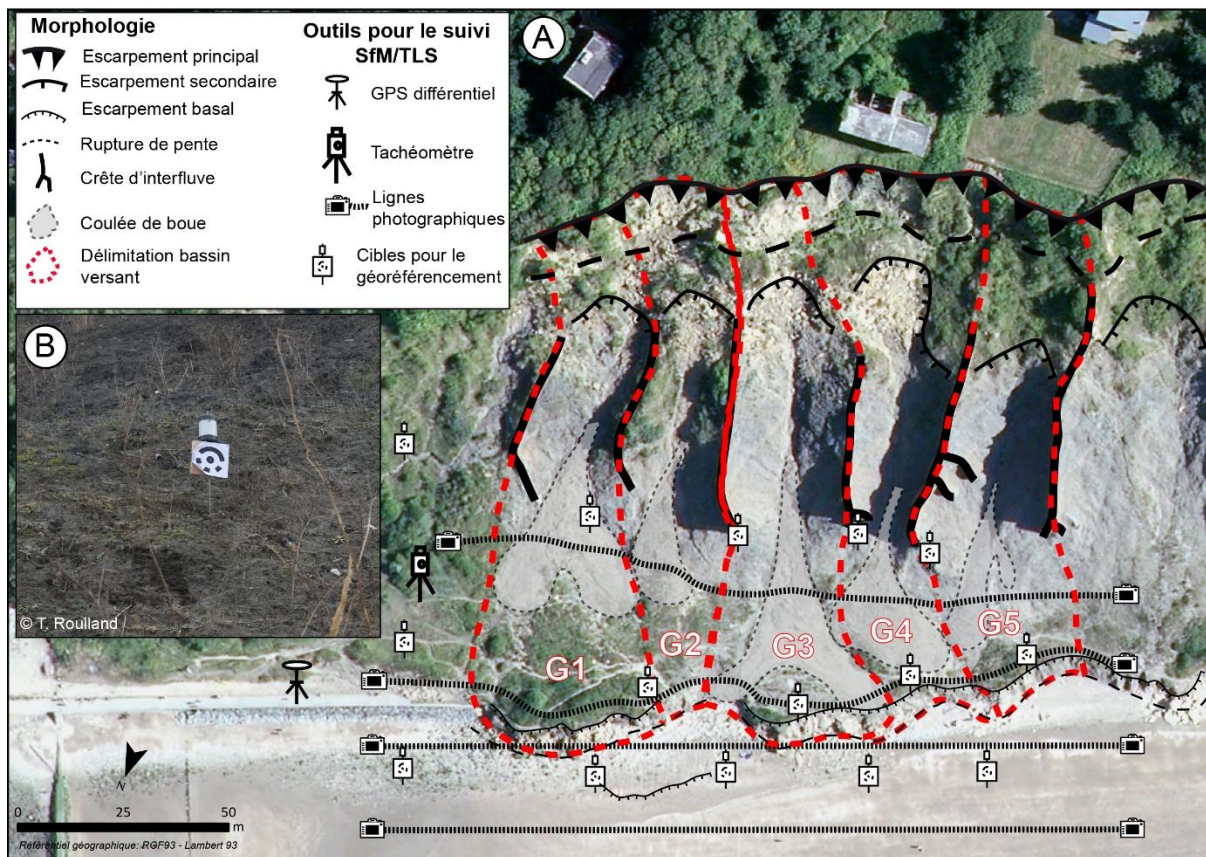 Morphologie
Escarpement principal
Escarpement secondaire
Escarpement basal
Rupture de pente
Crête d'interfluve
Coulée de boue
Délimitation bassin
versant
Outils pour le suivi
SfM/TLS
GPS différentiel
Tachéomètre
Lignes
photographiques
Cibles pour le
géoréférencement
A
B
© T. Roulland
G1
G2
G3
G4
G5
N
0 25 50
m
Référentiel géographique: RGF93 - Lambert 93